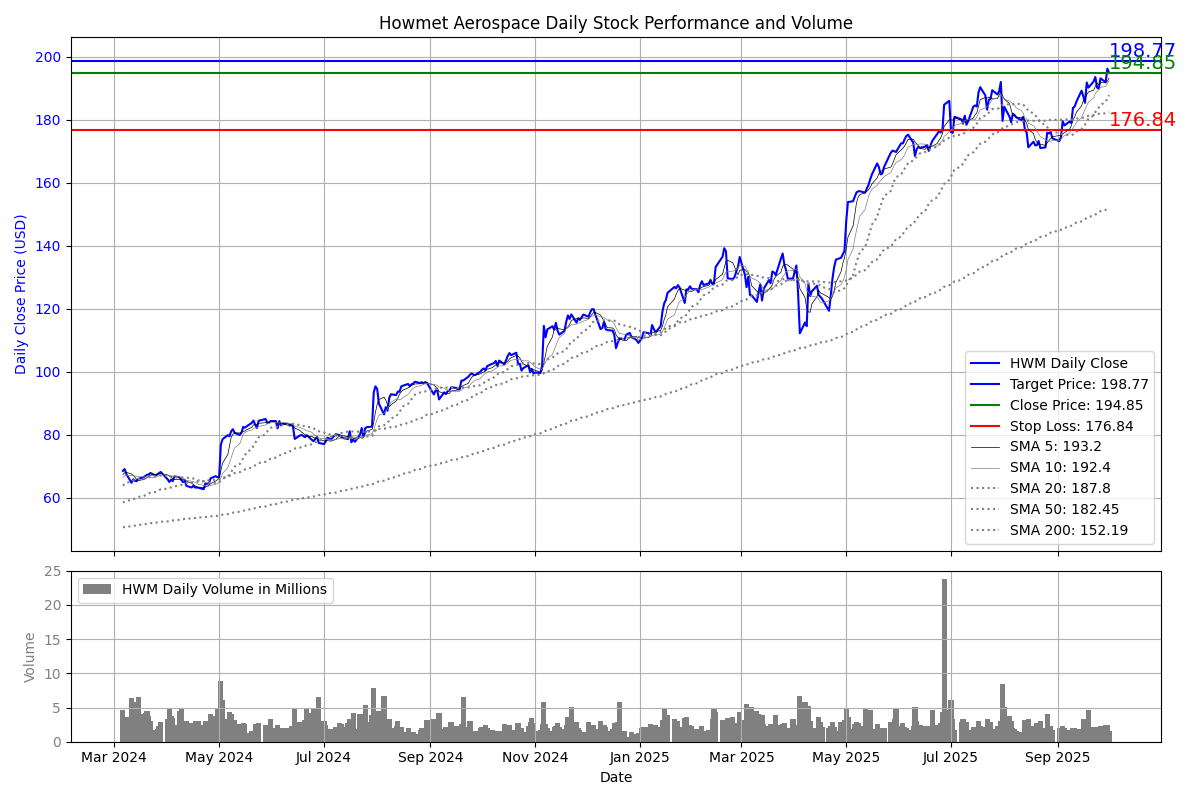 Howmet Aerospace Daily Stock Performance and Volume
198.77
194.85
176.84
200
180
160
140
120
100
80
60
Daily Close Price (USD)
HWM Daily Close
Target Price: 198.77
Close Price: 194.85
Stop Loss: 176.84
SMA 5: 193.2
SMA 10: 192.4
SMA 20: 187.8
SMA 50: 182.45
SMA 200: 152.19
25
20
15
10
5
0
Volume
HWM Daily Volume in Millions
Mar 2024 May 2024 Jul 2024 Sep 2024 Nov 2024 Jan 2025 Mar 2025 May 2025 Jul 2025 Sep 2025
Date